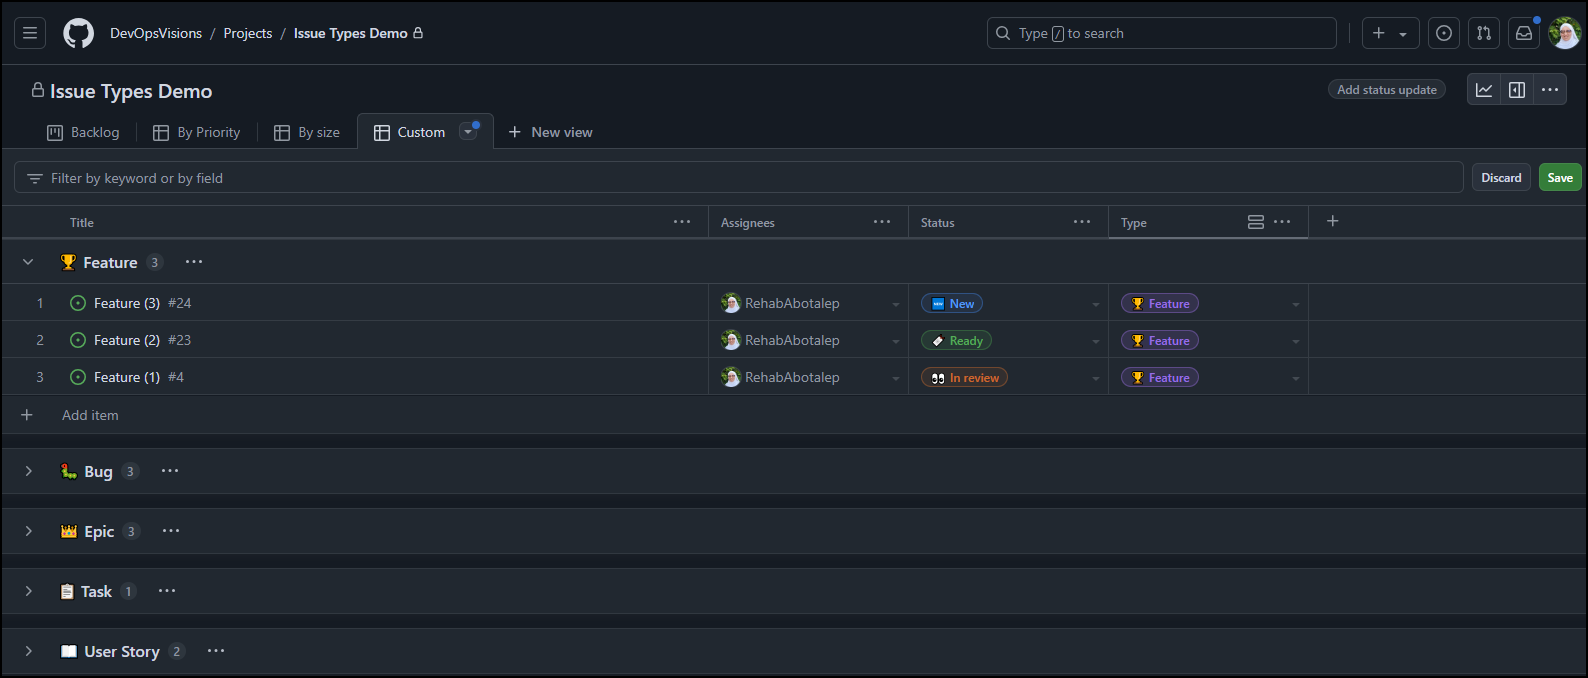 DevOpsVisions / Projects / Issue Types Demo
Type / to search
Issue Types Demo
Add status update
Backlog
By Priority
By size
Custom
New view
Filter by keyword or by field
Discard
Save
Title
Assignees
Status
Type
Feature 3
1 Feature (3) #24 RehabAbotalep New Feature
2 Feature (2) #23 RehabAbotalep Ready Feature
3 Feature (1) #4 RehabAbotalep In review Feature
Add item
Bug 3
Epic 3
Task 1
User Story 2